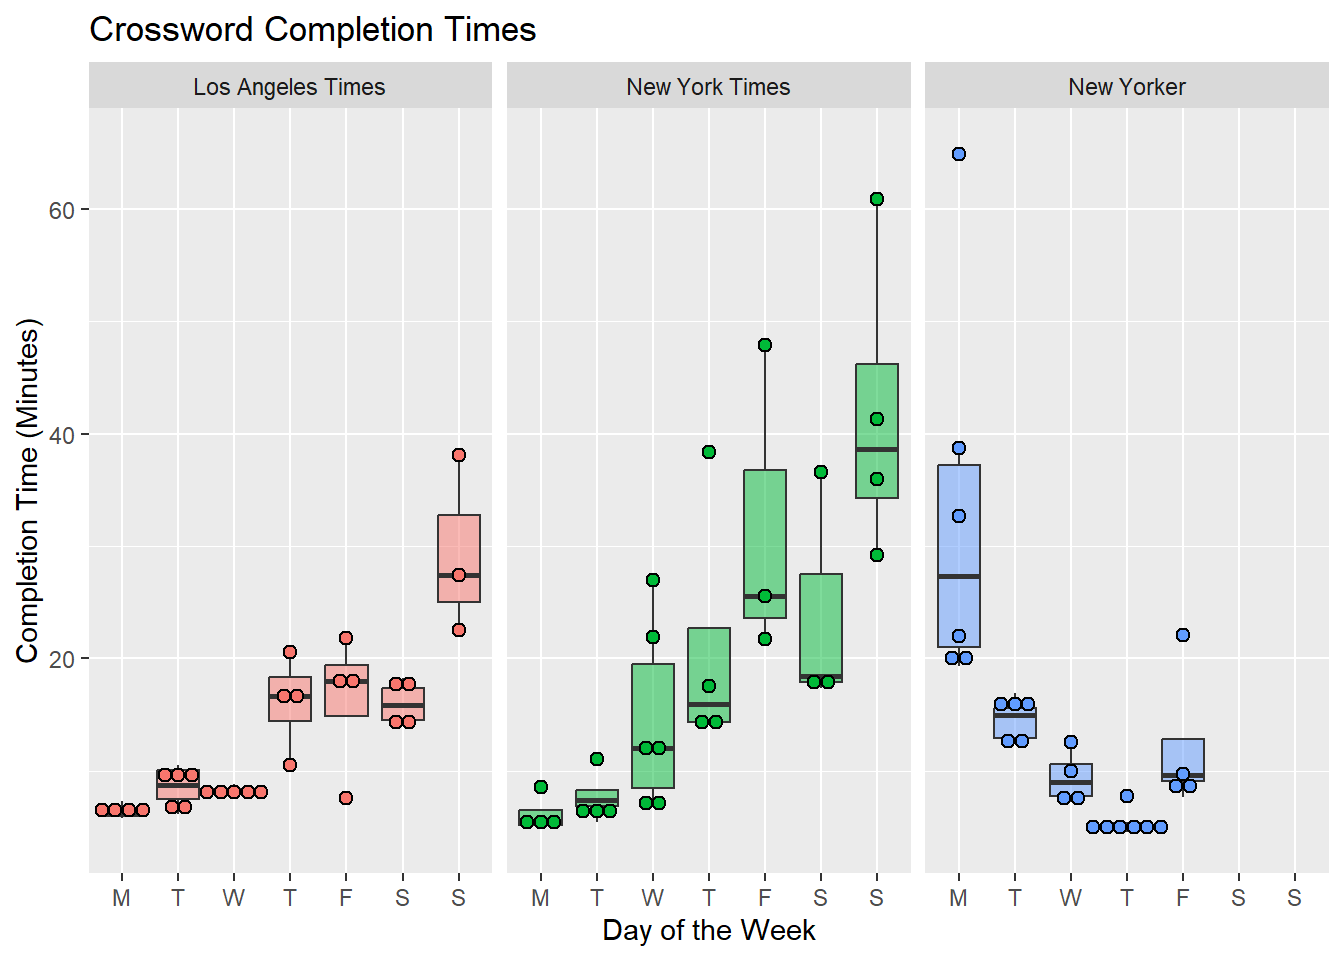 Crossword Completion Times
Los Angeles Times
New York Times
New Yorker
Completion Time (Minutes)
60
40
20
M T W T F S S
M T W T F S S
M T W T F S S
Day of the Week